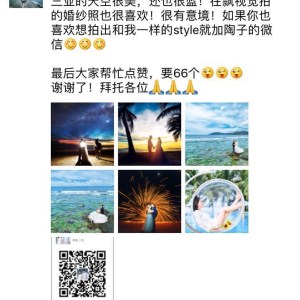 三亚的天空很美，还也很蓝！在飘视觉拍
的婚纱照也很喜欢！很有意境！如果你也
喜欢想拍出和我一样的style就加陶子的微
信
最后大家帮忙点赞，要66个
谢谢了！拜托各位